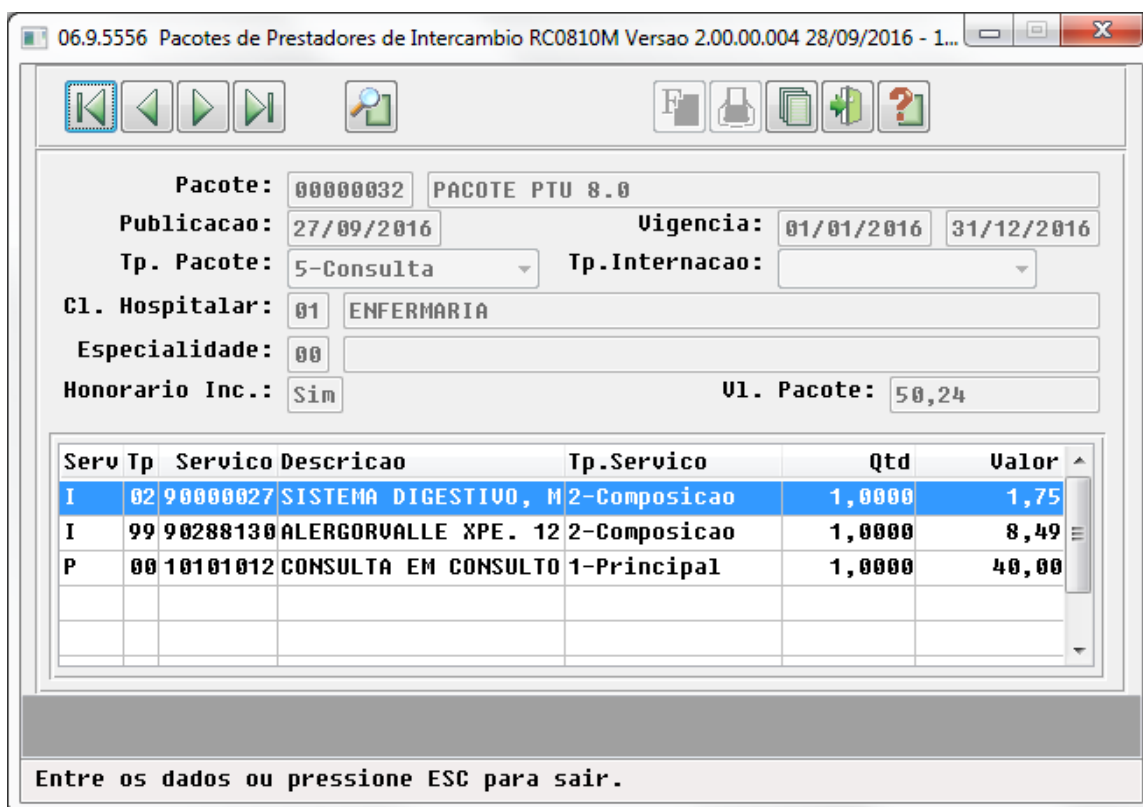 06.9.5556 Pacotes de Prestadores de Intercambio RC0810M Versao 2.00.00.004 28/09/2016 - 1...
F
Pacote: 00000032 PACOTE PTU 8.0
Publicacao: 27/09/2016 Vigencia: 01/01/2016 31/12/2016
Tp. Pacote: 5-Consulta Tp.Internacao:
Cl. Hospitalar: 01 ENFERMARIA
Especialidade: 00
Honorario Inc.: Sim Vl. Pacote: 50,24
Serv Tp Servico Descricao Tp.Servico Qtd Valor
I 02 90000027 SISTEMA DIGESTIVO, M 2-Composicao 1,0000 1,75
I 99 90288130 ALERGORVALLE XPE. 12 2-Composicao 1,0000 8,49
P 00 10101012 CONSULTA EM CONSULTO 1-Principal 1,0000 40,00
Entre os dados ou pressione ESC para sair.